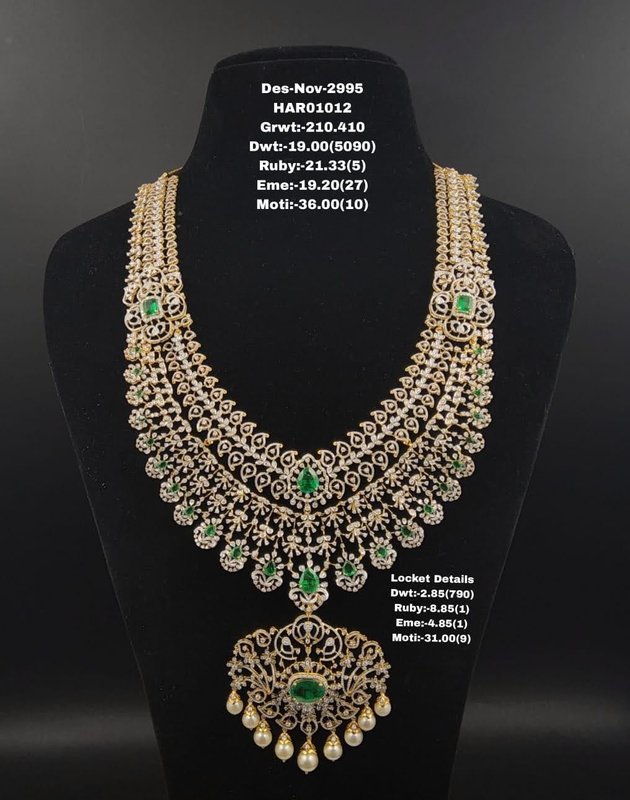 Des-Nov-2995
HAR01012
Grwt:-210.410
Dwt:-19.00(5090)
Ruby:-21.33(5)
Eme:-19.20(27)
Moti:-36.00(10)
Locket Details
Dwt:-2.85(790)
Ruby:-8.85(1)
Eme:-4.85(1)
Moti:-31.00(9)